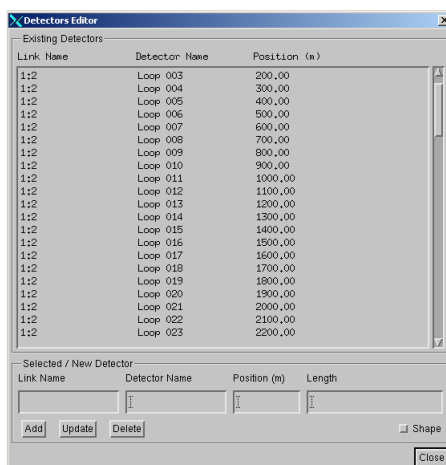 Detectors Editor
Existing Detectors
Link Name Detector Name Position (m)
1:2 Loop 003 200.00
1:2 Loop 004 300.00
1:2 Loop 005 400.00
1:2 Loop 006 500.00
1:2 Loop 007 600.00
1:2 Loop 008 700.00
1:2 Loop 009 800.00
1:2 Loop 010 900.00
1:2 Loop 011 1000.00
1:2 Loop 012 1100.00
1:2 Loop 013 1200.00
1:2 Loop 014 1300.00
1:2 Loop 015 1400.00
1:2 Loop 016 1500.00
1:2 Loop 017 1600.00
1:2 Loop 018 1700.00
1:2 Loop 019 1800.00
1:2 Loop 020 1900.00
1:2 Loop 021 2000.00
1:2 Loop 022 2100.00
1:2 Loop 023 2200.00
Selected / New Detector
Link Name Detector Name Position (m) Length
Add Update Delete Shape
Close